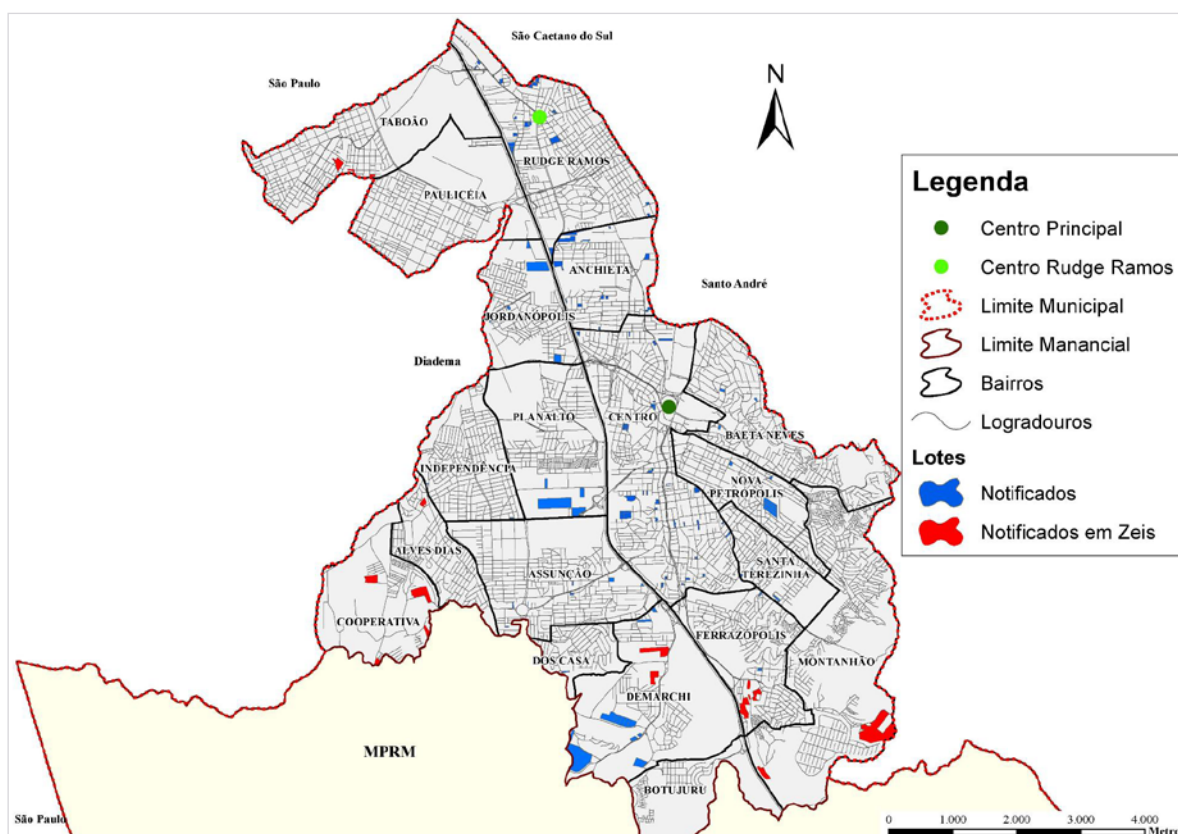 São Caetano do Sul
São Paulo
N
TABOÃO
RUDGE RAMOS
PAULICÉIA
Legenda
Centro Principal
Centro Rudge Ramos
Limite Municipal
Limite Manancial
Bairros
Logradouros
Lotes
Notificados
Notificados em Zeis
ANCHIETA
Santo André
JORDANÓPOLIS
Diadema
PLANALTO
CENTRO
BAETA NEVES
INDEPENDÊNCIA
NOVA
PETROPOLIS
ALVES DIAS
ASSUNÇÃO
SANTA
TEREZINHA
COOPERATIVA
FERRAZÓPOLIS
DOS CASA
MONTANHÃO
DEMARCHI
MPRM
BOTUJURU
São Paulo
0 1.000 2.000 3.000 4.000
Metro